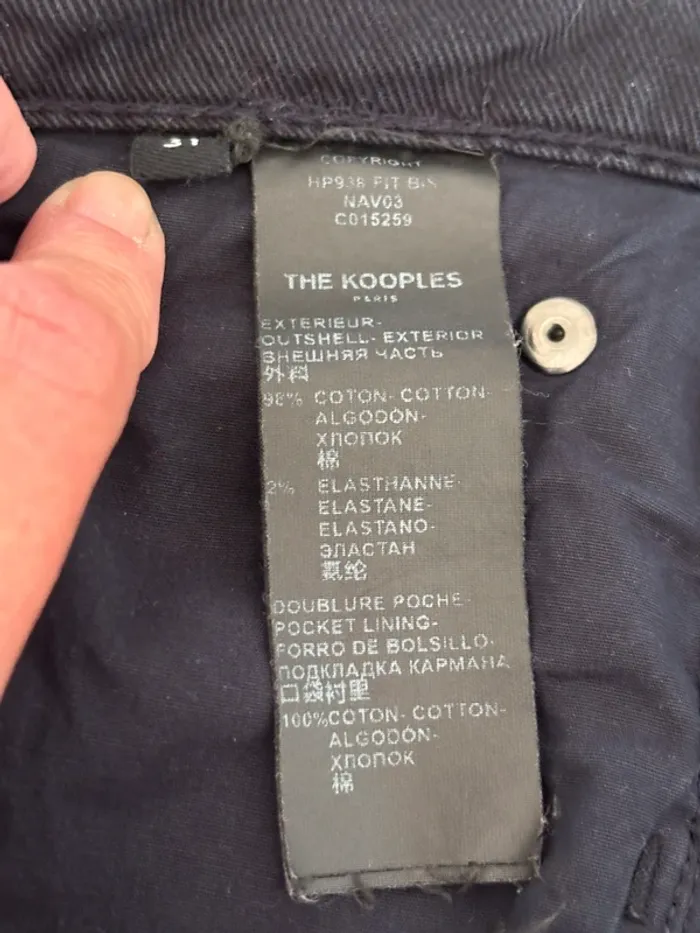 31
COPYRIGHT
HP938 FIT
NAV03
C015259
THE KOOPLES
PARIS
EXTERIEUR-
OUTSHELL- EXTERIOR
ВНЕШНЯЯ ЧАСТЬ
外料
98% COTON- COTTON-
ALGODÓN-
ХЛОПОК
棉
2% ELASTHANNE-
ELASTANE-
ELASTANO-
ЭЛАСТАН
氨纶
DOUBLURE POCHE-
POCKET LINING-
FORRO DE BOLSILLO-
ПОДКЛАДКА КАРМАНА
口袋衬里
100%COTON- COTTON-
ALGODÓN-
ХЛОПОК
棉